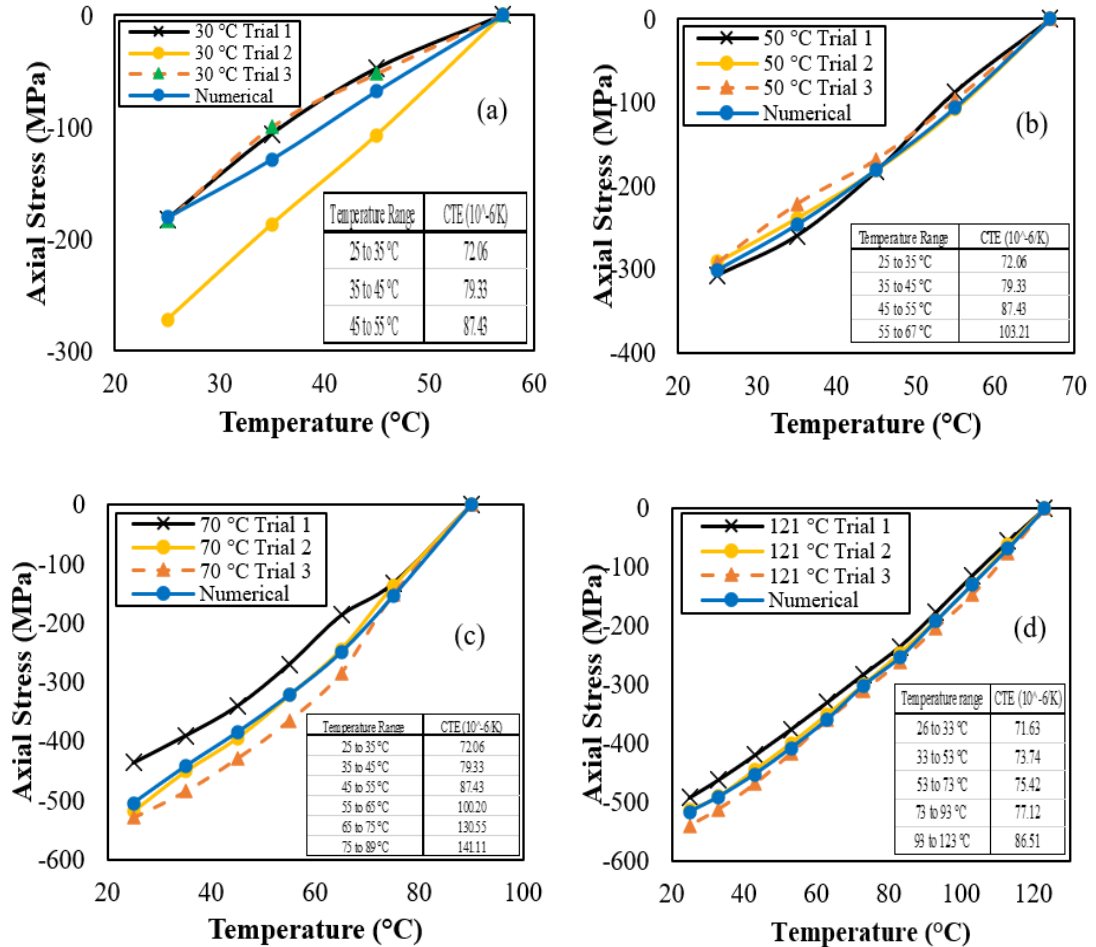 0
-100
-200
-300
Axial Stress (MPa)
30 °C Trial 1
30 °C Trial 2
30 °C Trial 3
Numerical
(a)
Temperature Range CTE (10^-6/K)
25 to 35 °C 72.06
35 to 45 °C 79.33
45 to 55 °C 87.43
20 30 40 50 60
Temperature (°C)
0
-100
-200
-300
-400
Axial Stress (MPa)
50 °C Trial 1
50 °C Trial 2
50 °C Trial 3
Numerical
(b)
Temperature Range CTE (10^-6/K)
25 to 35 °C 72.06
35 to 45 °C 79.33
45 to 55 °C 87.43
55 to 67 °C 103.21
20 30 40 50 60 70
Temperature (°C)
0
-100
-200
-300
-400
-500
-600
Axial Stress (MPa)
70 °C Trial 1
70 °C Trial 2
70 °C Trial 3
Numerical
(c)
Temperature Range CTE (10^-6/K)
25 to 35 °C 72.06
35 to 45 °C 79.33
45 to 55 °C 87.43
55 to 65 °C 100.20
65 to 75 °C 130.55
75 to 89 °C 141.11
20 40 60 80 100
Temperature (°C)
0
-100
-200
-300
-400
-500
-600
Axial Stress (MPa)
121 °C Trial 1
121 °C Trial 2
121 °C Trial 3
Numerical
(d)
Temperature range CTE (10^-6/K)
26 to 33 °C 71.63
33 to 53 °C 73.74
53 to 73 °C 75.42
73 to 93 °C 77.12
93 to 123 °C 86.51
20 40 60 80 100 120
Temperature (°C)